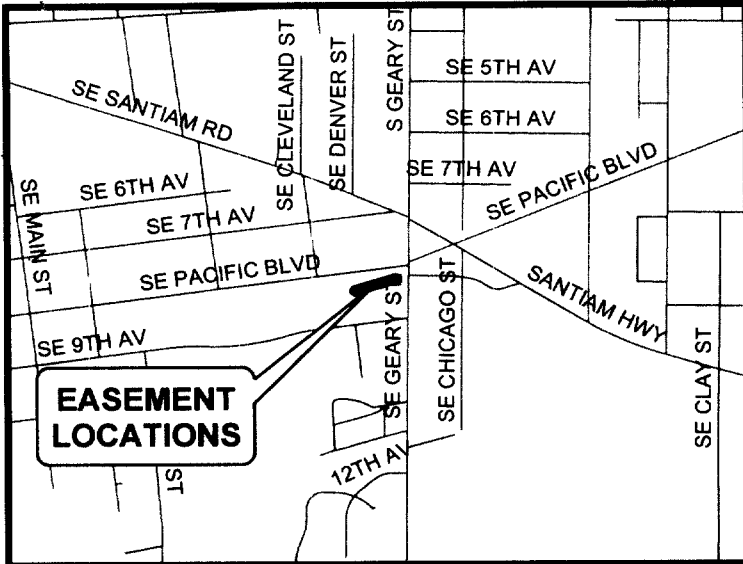 SE CLEVELAND ST
SE DENVER ST
S GEARY ST
SE 5TH AV
SE SANTIAM RD
SE 6TH AV
SE 7TH AV
SE PACIFIC BLVD
SE MAIN ST
SE 6TH AV
SE 7TH AV
SE PACIFIC BLVD
SANTIAM HWY
SE 9TH AV
SE GEARY ST
SE CHICAGO ST
SE CLAY ST
EASEMENT
LOCATIONS
12TH AV
ST